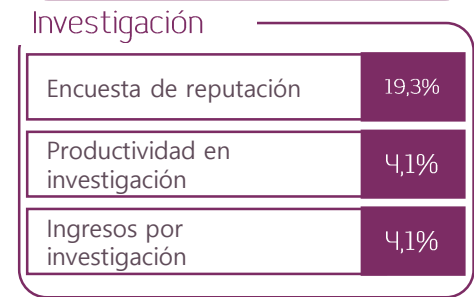 Investigación
Encuesta de reputación
19,3%
Productividad en
investigación
4,1%
Ingresos por
investigación
4,1%